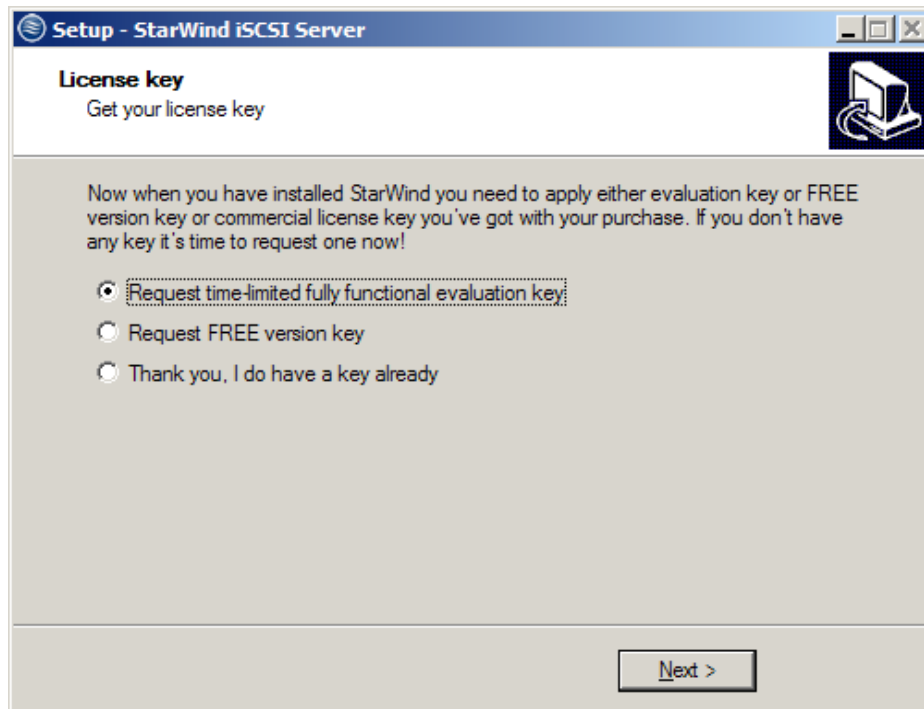 Setup - StarWind iSCSI Server
License key
Get your license key
Now when you have installed StarWind you need to apply either evaluation key or FREE
version key or commercial license key you've got with your purchase. If you don't have
any key it's time to request one now!
Request time-limited fully functional evaluation key
Request FREE version key
Thank you, I do have a key already
Next >